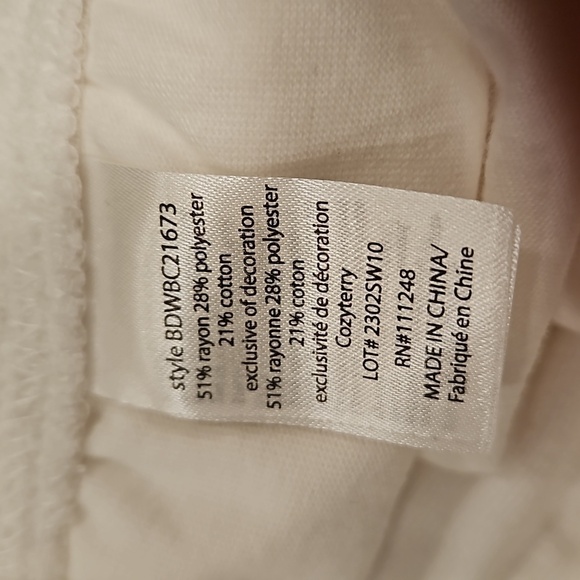 style BDWBC21673
51% rayon 28% polyester
21% cotton
exclusive of decoration
51% rayonne 28% polyester
21% coton
exclusivité de décoration
Cozyterry
LOT# 2302SW10
RN#111248
MADE IN CHINA/
Fabriqué en Chine